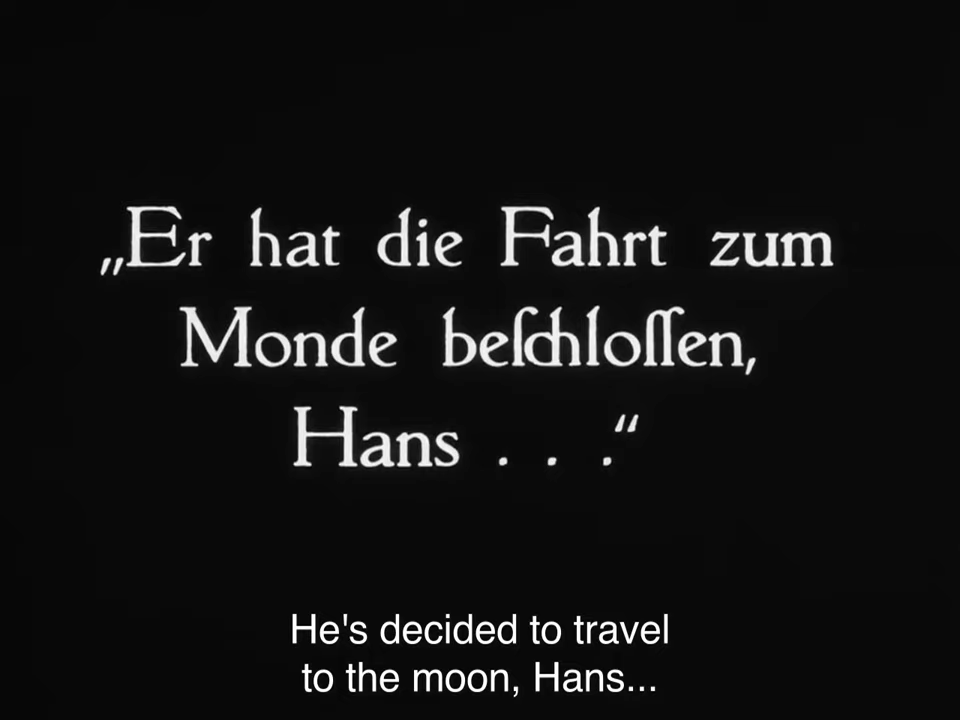 „Er hat die Fahrt zum
Monde beſchloſſen,
Hans . . .“
He's decided to travel
to the moon, Hans...